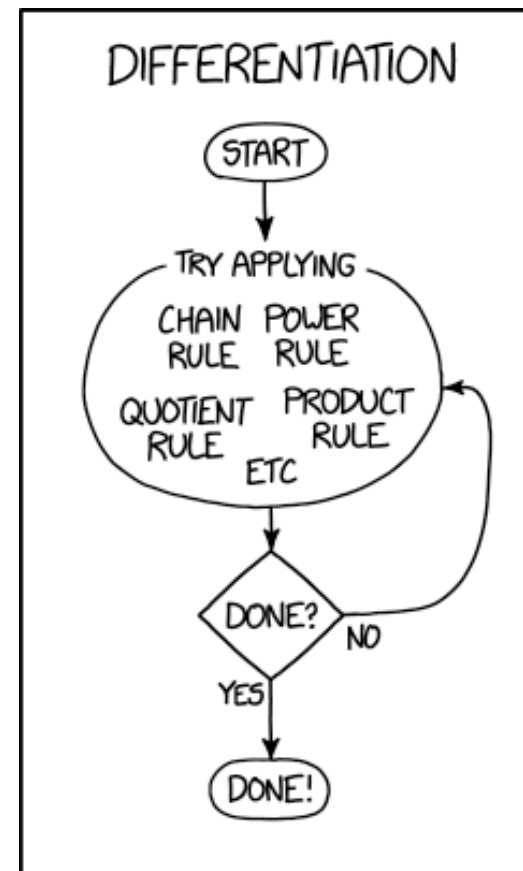 DIFFERENTIATION
START
TRY APPLYING
CHAIN
RULE
POWER
RULE
QUOTIENT
RULE
PRODUCT
RULE
ETC
DONE?
NO
YES
DONE!